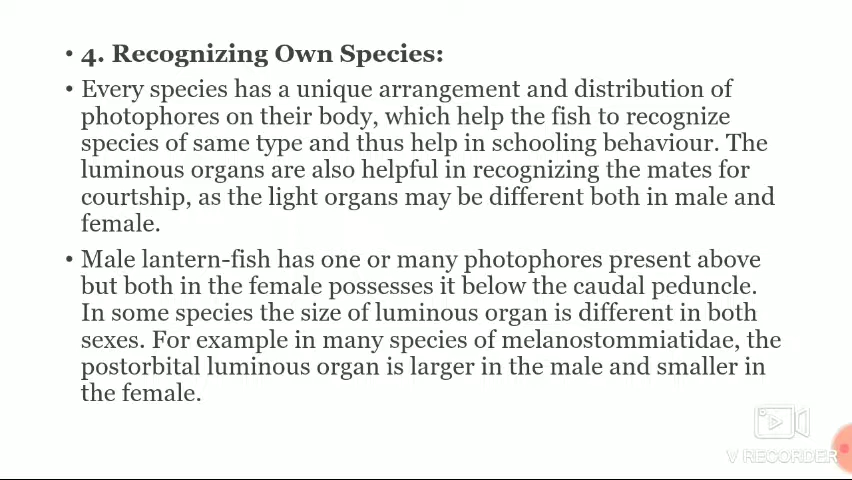 • 4. Recognizing Own Species:
• Every species has a unique arrangement and distribution of
photophores on their body, which help the fish to recognize
species of same type and thus help in schooling behaviour. The
luminous organs are also helpful in recognizing the mates for
courtship, as the light organs may be different both in male and
female.
• Male lantern-fish has one or many photophores present above
but both in the female possesses it below the caudal peduncle.
In some species the size of luminous organ is different in both
sexes. For example in many species of melanostommiatidae, the
postorbital luminous organ is larger in the male and smaller in
the female.
V RECORDER